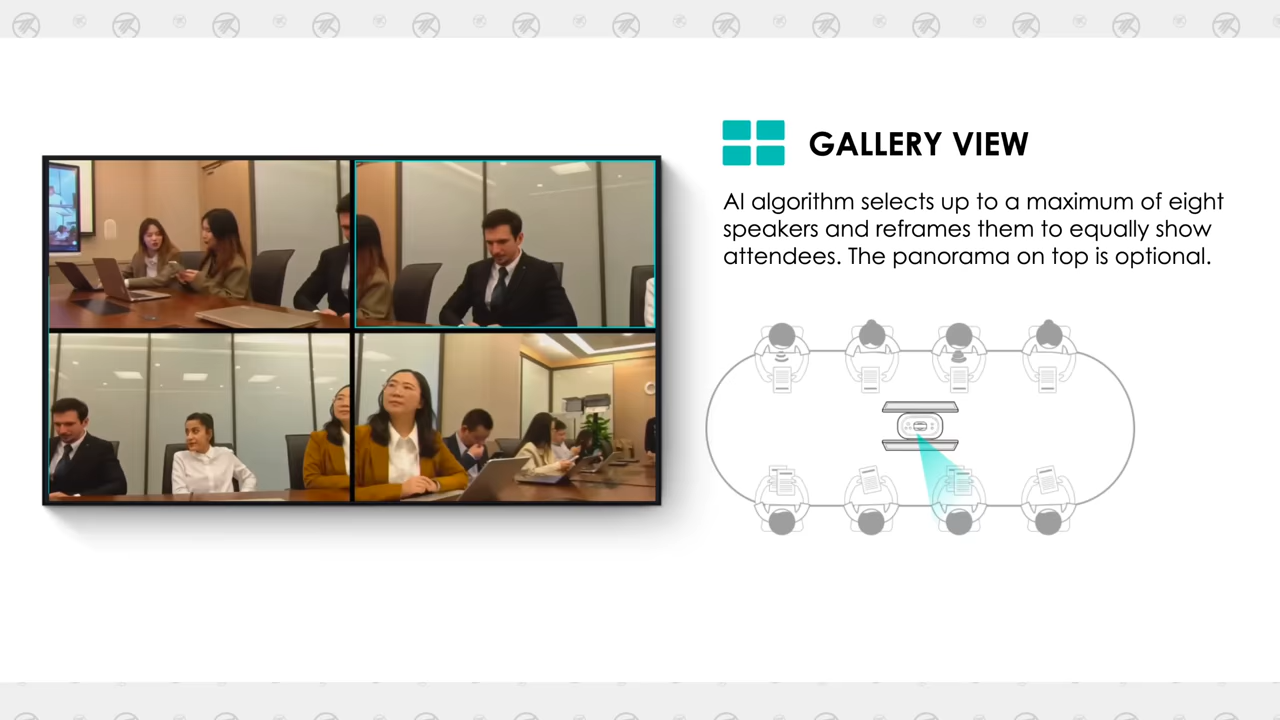 GALLERY VIEW
AI algorithm selects up to a maximum of eight
speakers and reframes them to equally show
attendees. The panorama on top is optional.